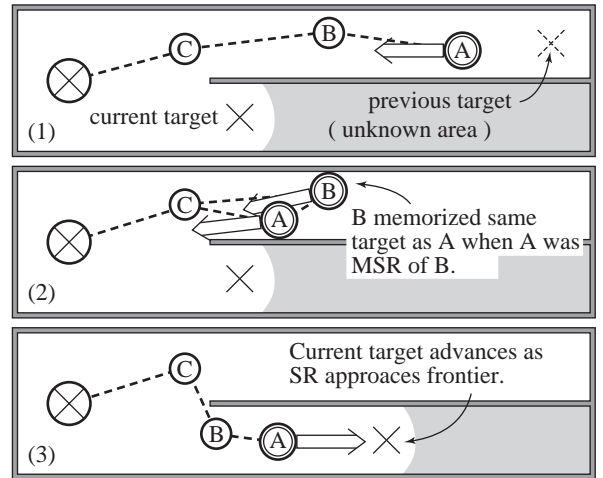 C
B
A
current target
previous target
(1)
( unknown area )
B
C
A
B memorized same
target as A when A was
MSR of B.
(2)
Current target advances as
SR approaces frontier.
C
B
A
(3)